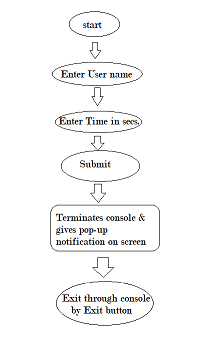 start
Enter User name
Enter Time in secs.
Submit
Terminates console &
gives pop-up
notification on screen
Exit through console
by Exit button